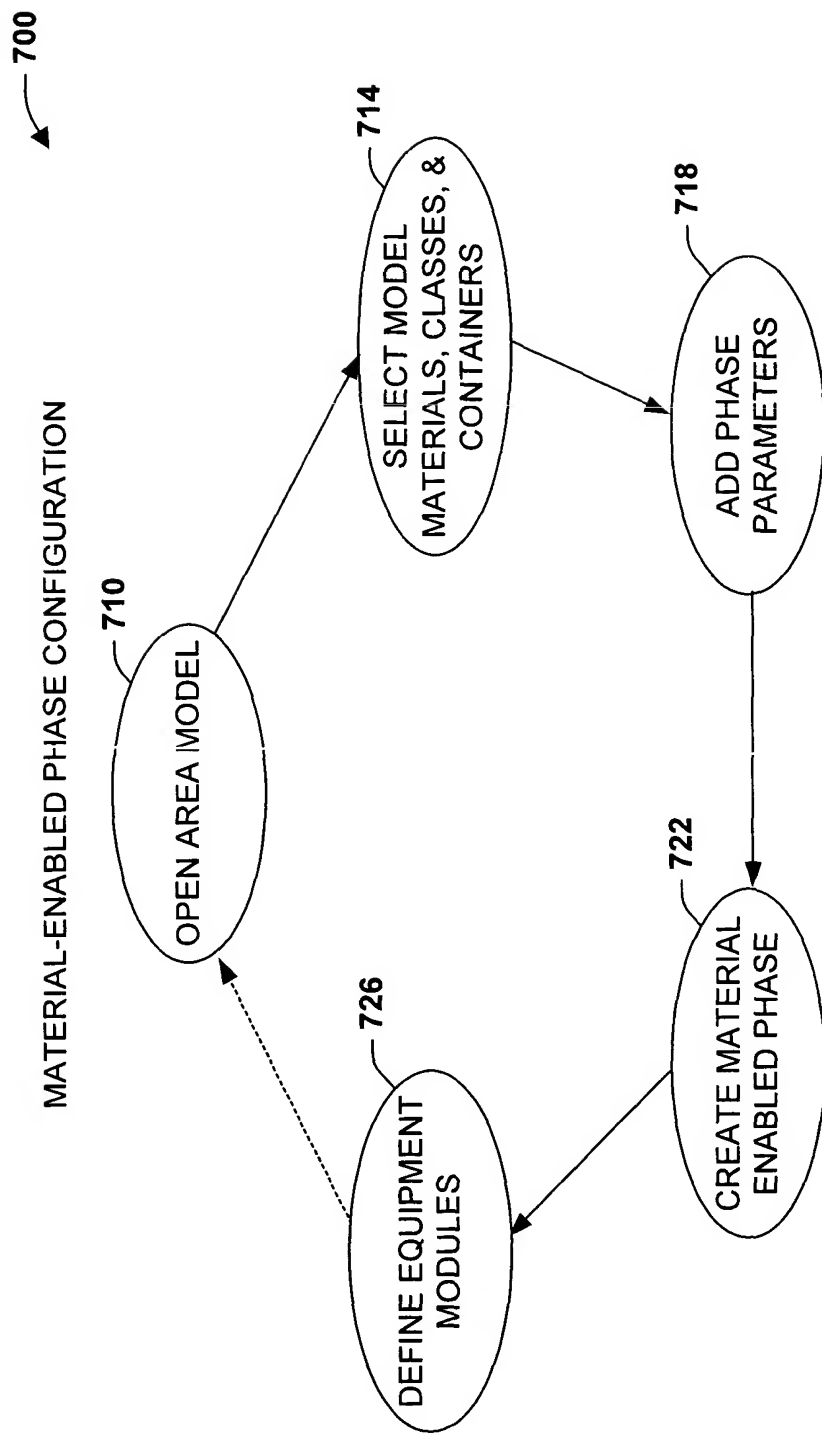 700
MATERIAL-ENABLED PHASE CONFIGURATION
710
OPEN AREA MODEL
714
SELECT MODEL
MATERIALS, CLASSES, &
CONTAINERS
718
ADD PHASE
PARAMETERS
722
CREATE MATERIAL
ENABLED PHASE
726
DEFINE EQUIPMENT
MODULES